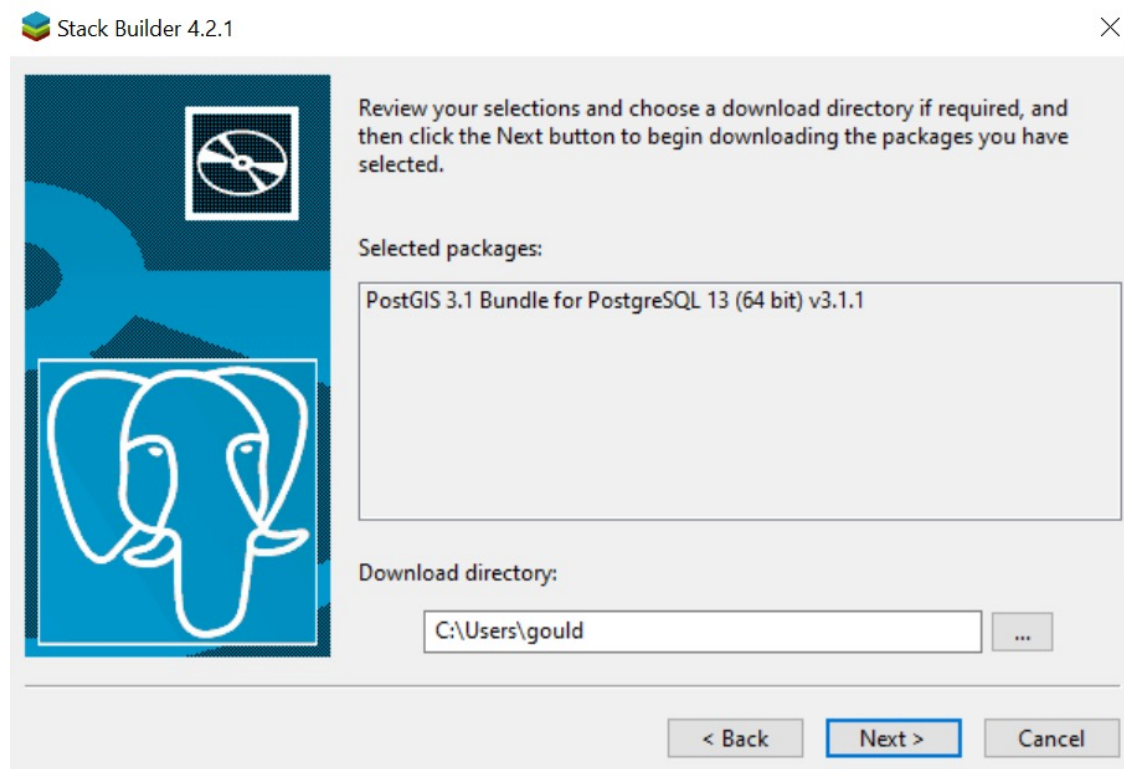 Stack Builder 4.2.1
Review your selections and choose a download directory if required, and
then click the Next button to begin downloading the packages you have
selected.
Selected packages:
PostGIS 3.1 Bundle for PostgreSQL 13 (64 bit) v3.1.1
Download directory:
C:\Users\gould
...
< Back
Next >
Cancel